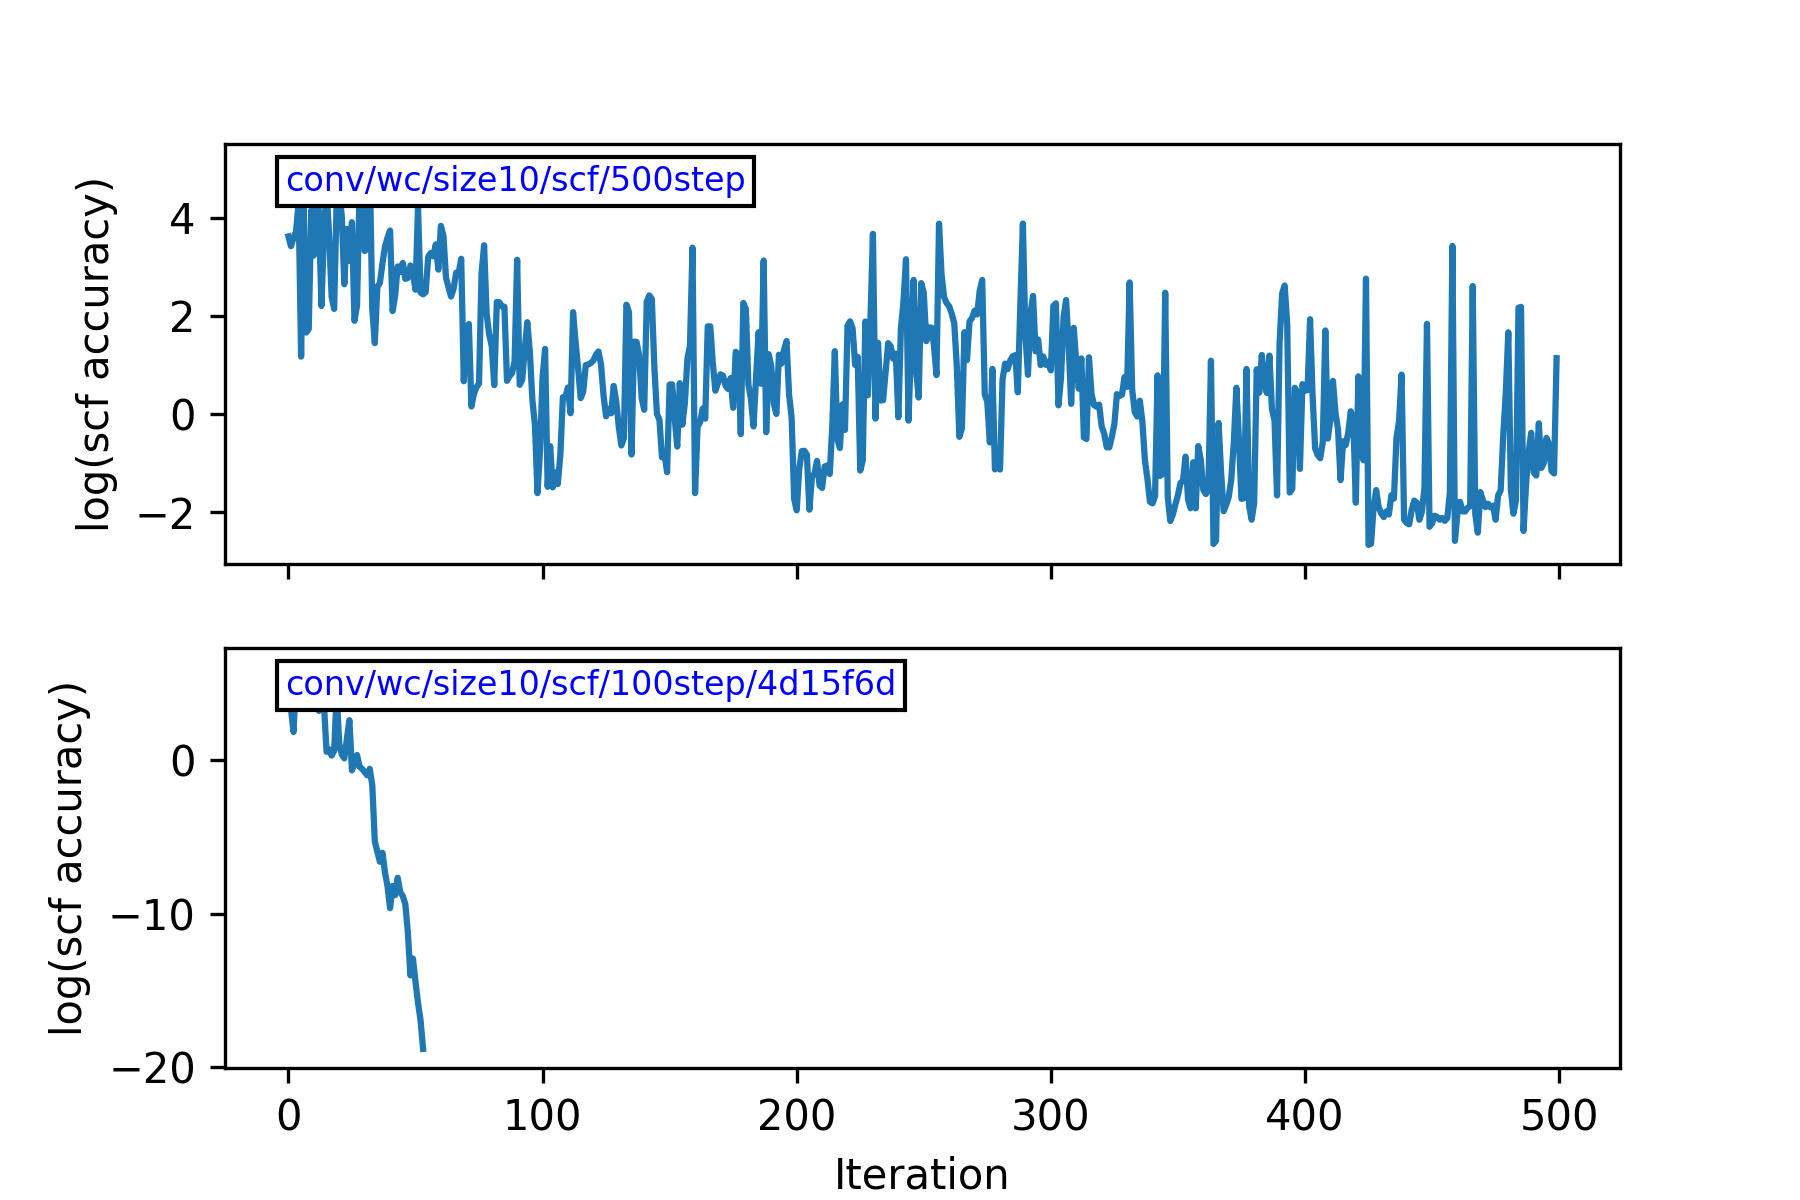 conv/wc/size10/scf/500step
log(scf accuracy)
4
2
0
−2
conv/wc/size10/scf/100step/4d15f6d
log(scf accuracy)
0
−10
−20
0 100 200 300 400 500
Iteration